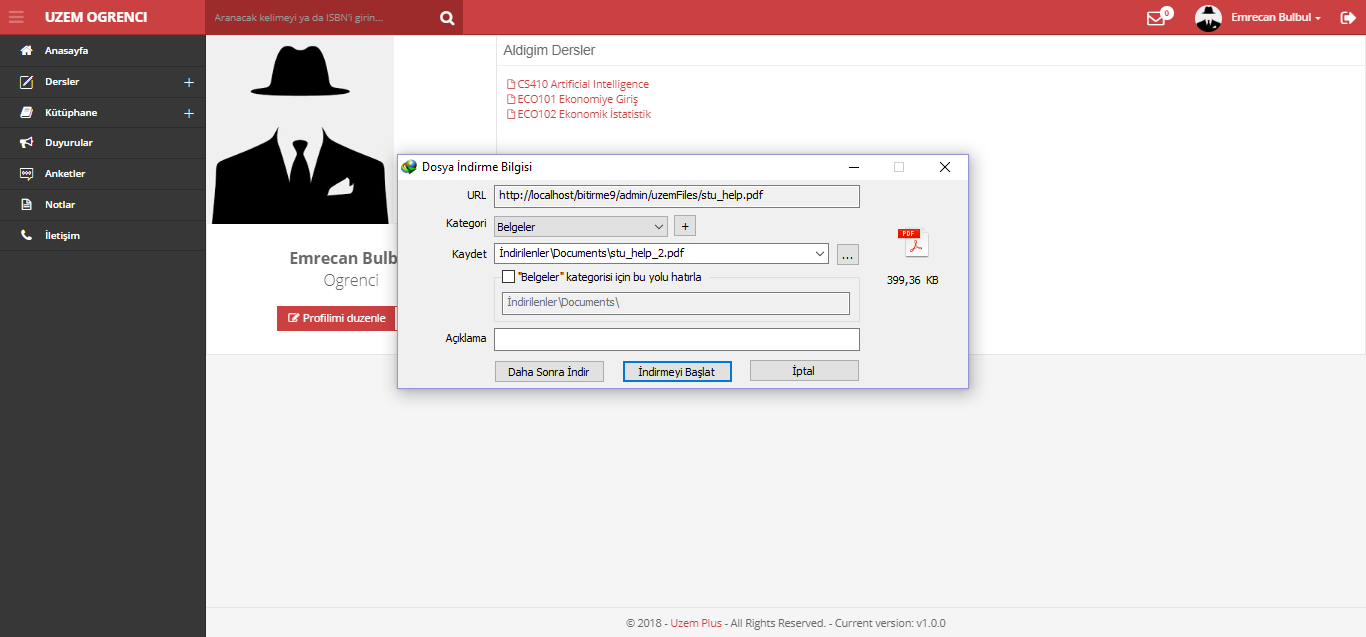 UZEM OGRENCI
Aranacak kelimeyi ya da ISBN'i girin...
0
Emrecan Bulbul
Anasayfa
Dersler
Kütüphane
Duyurular
Anketler
Notlar
İletişim
Emrecan Bulb
Ogrenci
Profilimi duzenle
Aldigim Dersler
CS410 Artificial Intelligence
ECO101 Ekonomiye Giriş
ECO102 Ekonomik İstatistik
Dosya İndirme Bilgisi
URL http://localhost/bitirme9/admin/uzemFiles/stu_help.pdf
Kategori Belgeler +
Kaydet İndirilenler\Documents\stu_help_2.pdf ...
"Belgeler" kategorisi için bu yolu hatırla
İndirilenler\Documents\
Açıklama
PDF
399,36 KB
Daha Sonra İndir İndirmeyi Başlat İptal
© 2018 - Uzem Plus - All Rights Reserved. - Current version: v1.0.0